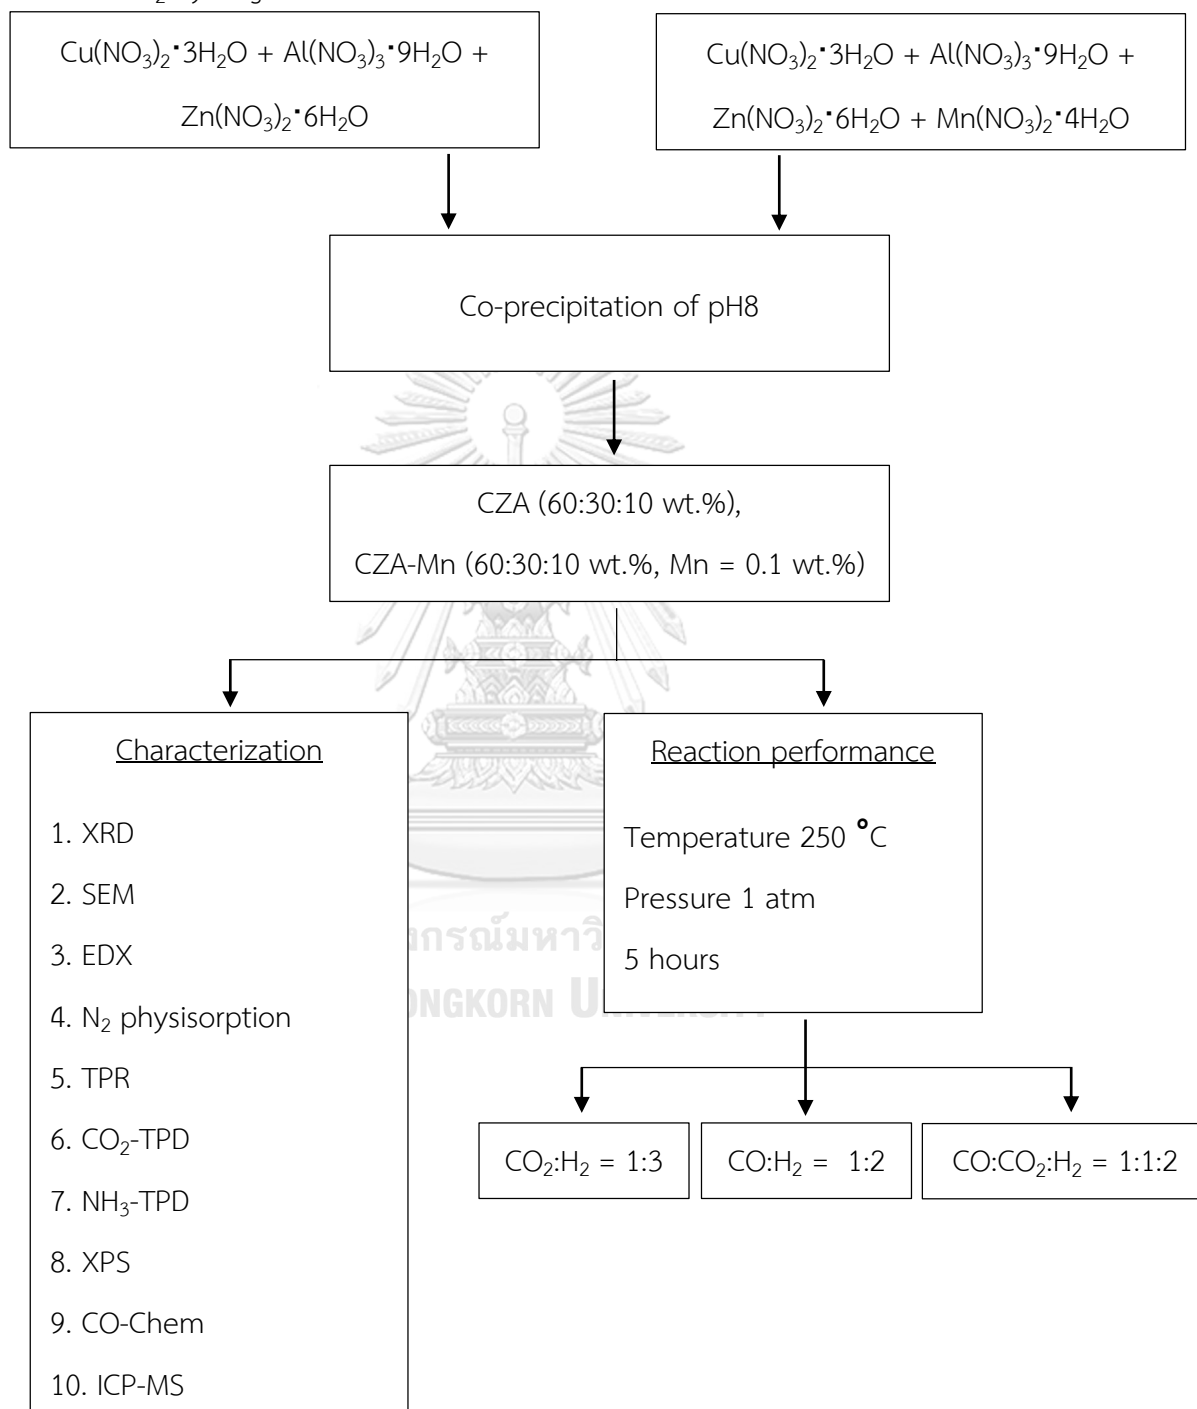 Cu(NO₃)₂·3H₂O + Al(NO₃)₃·9H₂O +
Zn(NO₃)₂·6H₂O
Cu(NO₃)₂·3H₂O + Al(NO₃)₃·9H₂O +
Zn(NO₃)₂·6H₂O + Mn(NO₃)₂·4H₂O
Co-precipitation of pH8
CZA (60:30:10 wt.%),
CZA-Mn (60:30:10 wt.%, Mn = 0.1 wt.%)
Characterization
1. XRD
2. SEM
3. EDX
4. N₂ physisorption
5. TPR
6. CO₂-TPD
7. NH₃-TPD
8. XPS
9. CO-Chem
10. ICP-MS
Reaction performance
Temperature 250 °C
Pressure 1 atm
5 hours
CO₂:H₂ = 1:3
CO:H₂ = 1:2
CO:CO₂:H₂ = 1:1:2